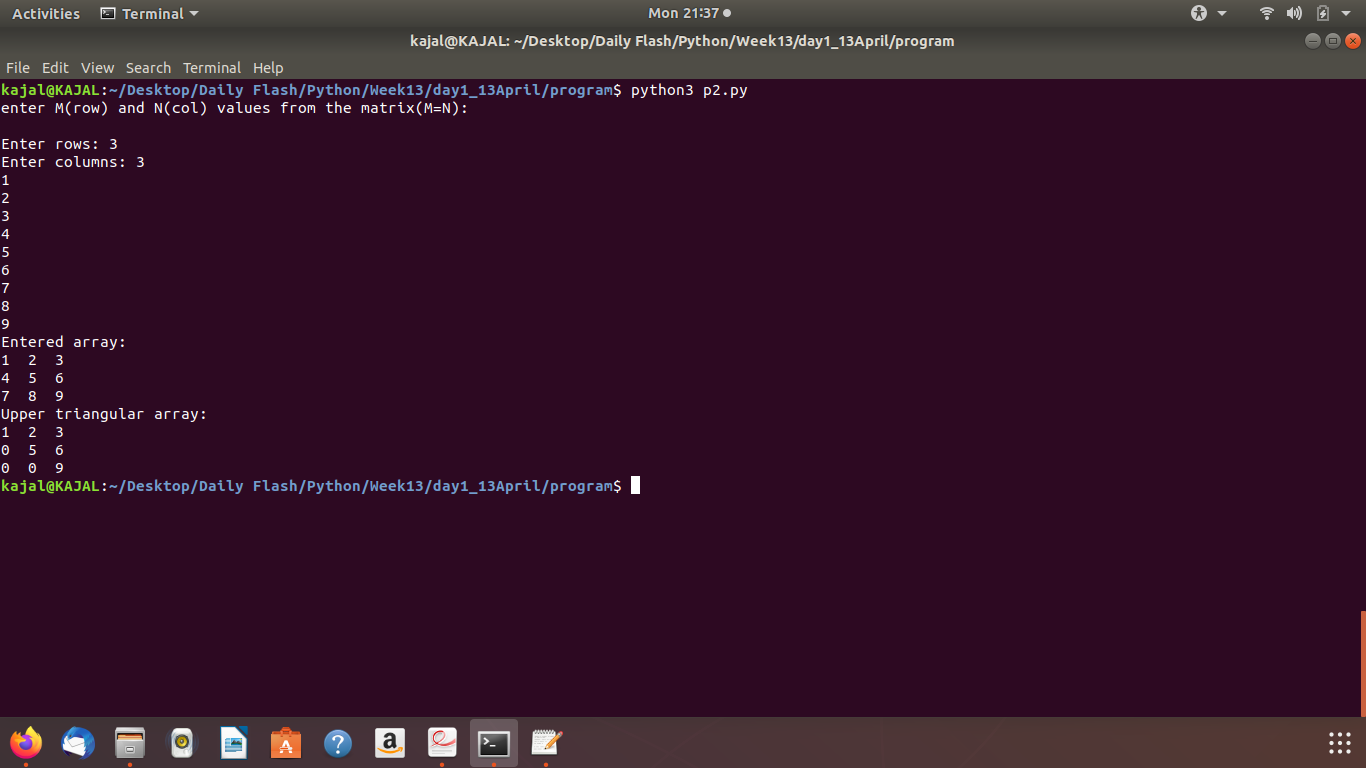 Activities Terminal Mon 21:37
kajal@KAJAL: ~/Desktop/Daily Flash/Python/Week13/day1_13April/program
File Edit View Search Terminal Help
kajal@KAJAL:~/Desktop/Daily Flash/Python/Week13/day1_13April/program$ python3 p2.py
enter M(row) and N(col) values from the matrix(M=N):
Enter rows: 3
Enter columns: 3
1
2
3
4
5
6
7
8
9
Entered array:
1 2 3
4 5 6
7 8 9
Upper triangular array:
1 2 3
0 5 6
0 0 9
kajal@KAJAL:~/Desktop/Daily Flash/Python/Week13/day1_13April/program$